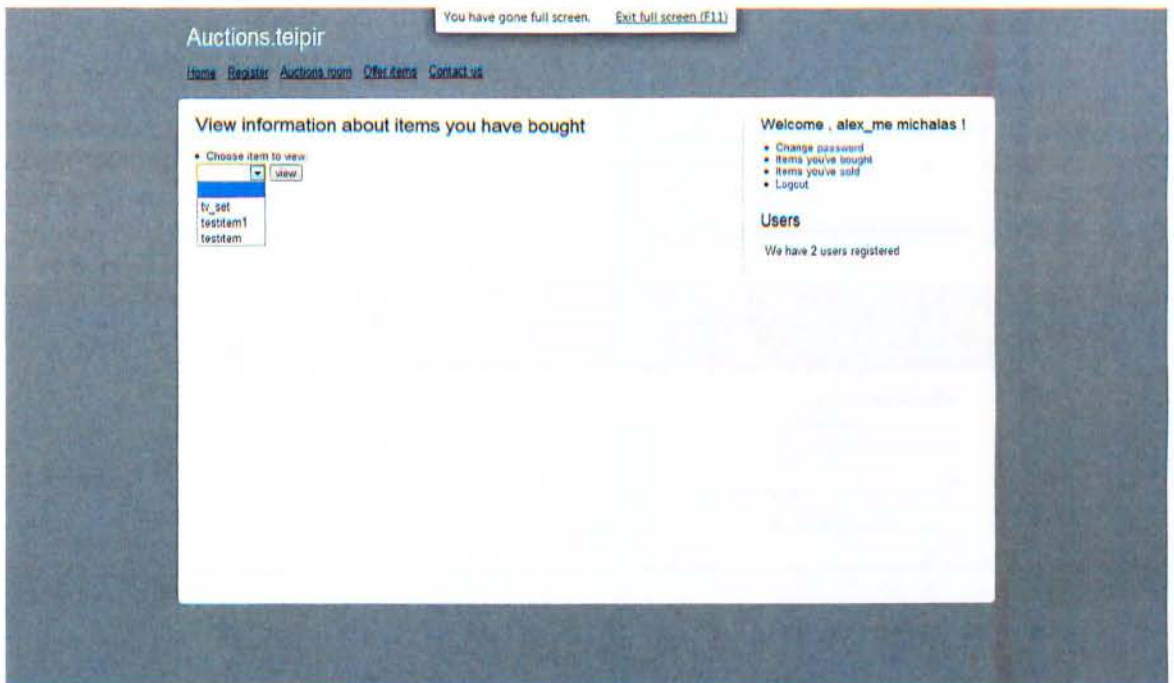 You have gone full screen. Exit full screen (F11)
Auctions.teipir
Home Register Auctions room Offer items Contact us
View information about items you have bought
Choose item to view
view
tv_set
testitem1
testitem
Welcome , alex_me michalas !
Change password
Items you've bought
Items you've sold
Logout
Users
We have 2 users registered